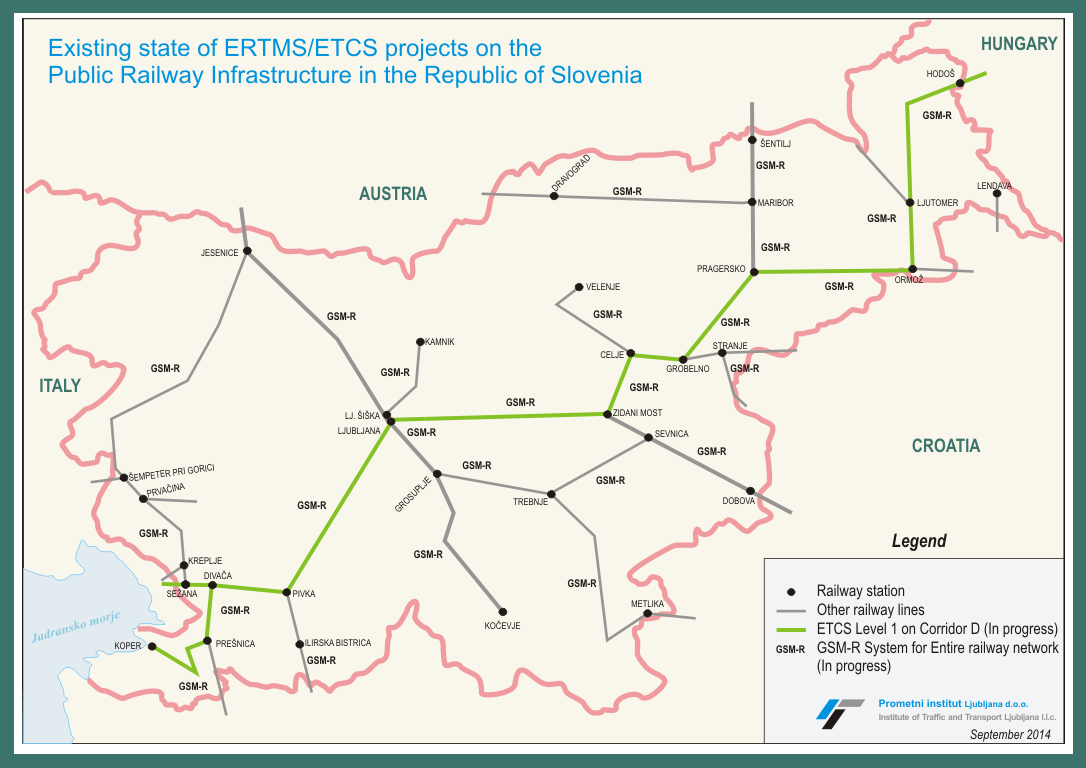 Existing state of ERTMS/ETCS projects on the
Public Railway Infrastructure in the Republic of Slovenia
HUNGARY
HODOŠ
GSM-R
ŠENTILJ
GSM-R
DRAVOGRAD
GSM-R
AUSTRIA
MARIBOR
LENDAVA
LJUTOMER
GSM-R
JESENICE
GSM-R
PRAGERSKO
ORMOŽ
GSM-R
VELENJE
GSM-R
GSM-R
GSM-R
KAMNIK
STRANJE
CELJE
GROBELNO
GSM-R
GSM-R
GSM-R
ITALY
GSM-R
GSM-R
LJ. ŠIŠKA
LJUBLJANA
GSM-R
ZIDANI MOST
SEVNICA
GSM-R
CROATIA
ŠEMPETER PRI GORICI
PRVAČINA
GSM-R
GROSUPLJE
GSM-R
TREBNJE
DOBOVA
GSM-R
GSM-R
GSM-R
KREPLJE
DIVAČA
SEŽANA
PIVKA
GSM-R
GSM-R
METLIKA
KOČEVJE
Jadransko morje
KOPER
PREŠNICA
ILIRSKA BISTRICA
GSM-R
GSM-R
Legend
Railway station
Other railway lines
ETCS Level 1 on Corridor D (In progress)
GSM-R GSM-R System for Entire railway network
(In progress)
Prometni institut Ljubljana d.o.o.
Institute of Traffic and Transport Ljubljana l.l.c.
September 2014